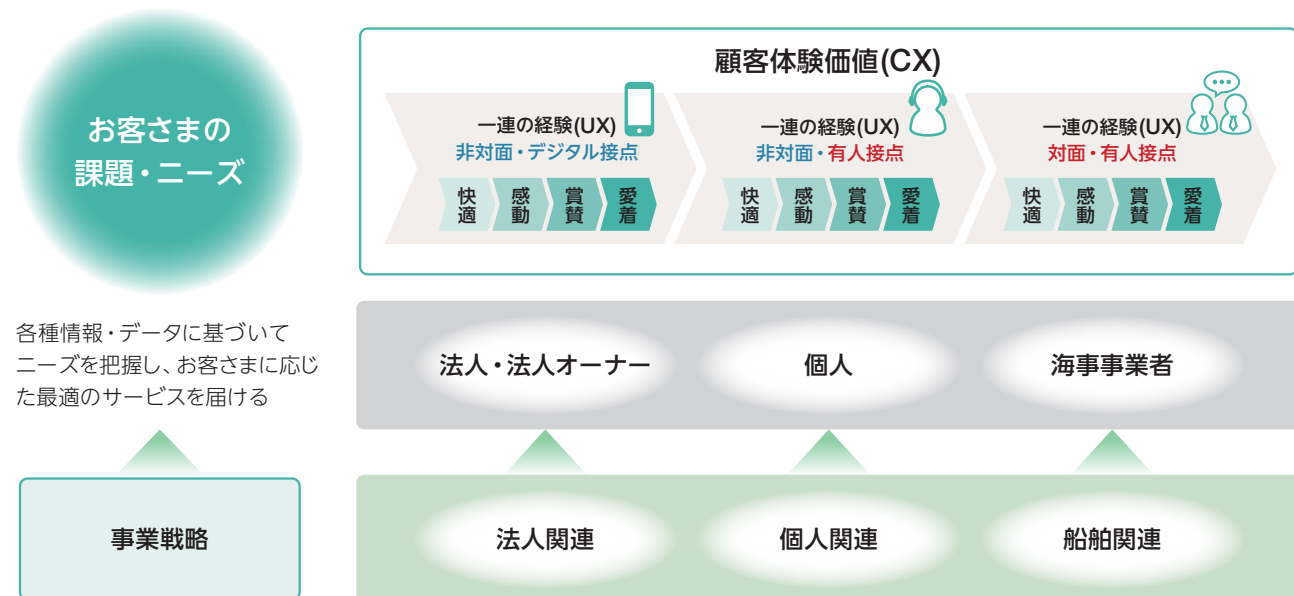 お客さまの
課題・ニーズ
各種情報・データに基づいて
ニーズを把握し、お客さまに応じ
た最適のサービスを届ける
事業戦略
顧客体験価値(CX)
一連の経験(UX)
非対面・デジタル接点
快適
感動
賞賛
愛着
一連の経験(UX)
非対面・有人接点
快適
感動
賞賛
愛着
一連の経験(UX)
対面・有人接点
快適
感動
賞賛
愛着
法人・法人オーナー
個人
海事事業者
法人関連
個人関連
船舶関連